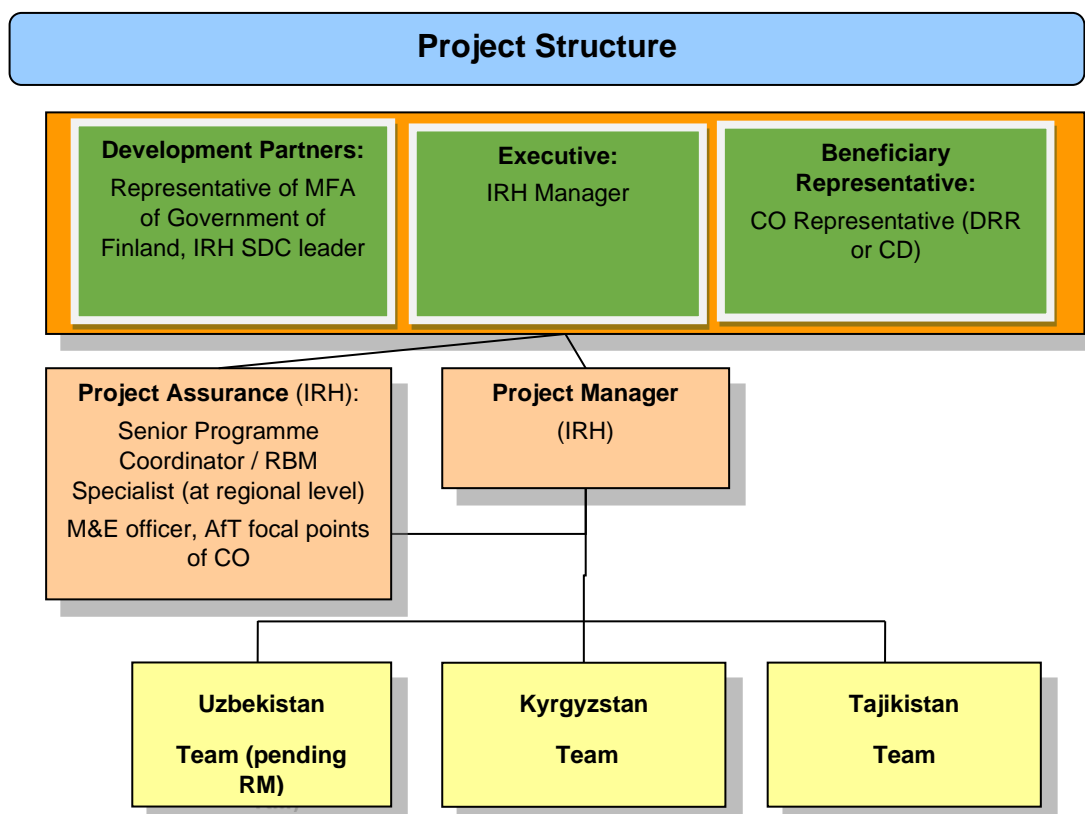 Project Structure
Development Partners:
Representative of MFA
of Government of
Finland, IRH SDC leader
Executive:
IRH Manager
Beneficiary
Representative:
CO Representative (DRR
or CD)
Project Assurance (IRH):
Senior Programme
Coordinator / RBM
Specialist (at regional level)
M&E officer, AfT focal points
of CO
Project Manager
(IRH)
Uzbekistan
Team (pending
RM)
Kyrgyzstan
Team
Tajikistan
Team